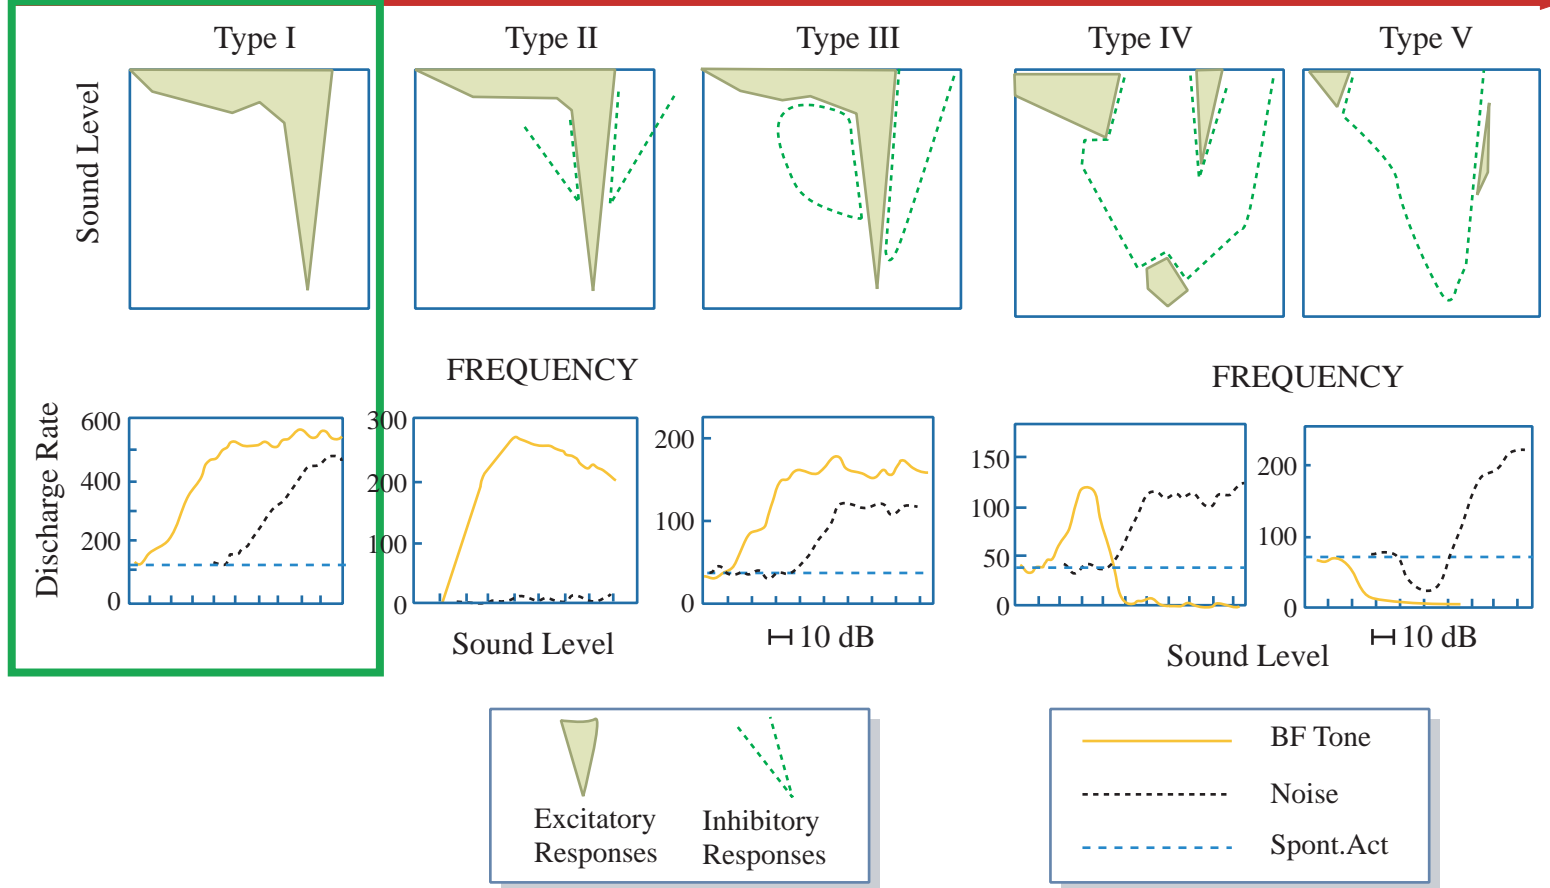 Type I
Type II
Type III
Type IV
Type V
Sound Level
FREQUENCY
FREQUENCY
Discharge Rate
600
400
200
0
300
200
100
0
200
100
0
150
100
50
0
200
100
0
Sound Level
10 dB
Sound Level
10 dB
Excitatory
Responses
Inhibitory
Responses
BF Tone
Noise
Spont.Act